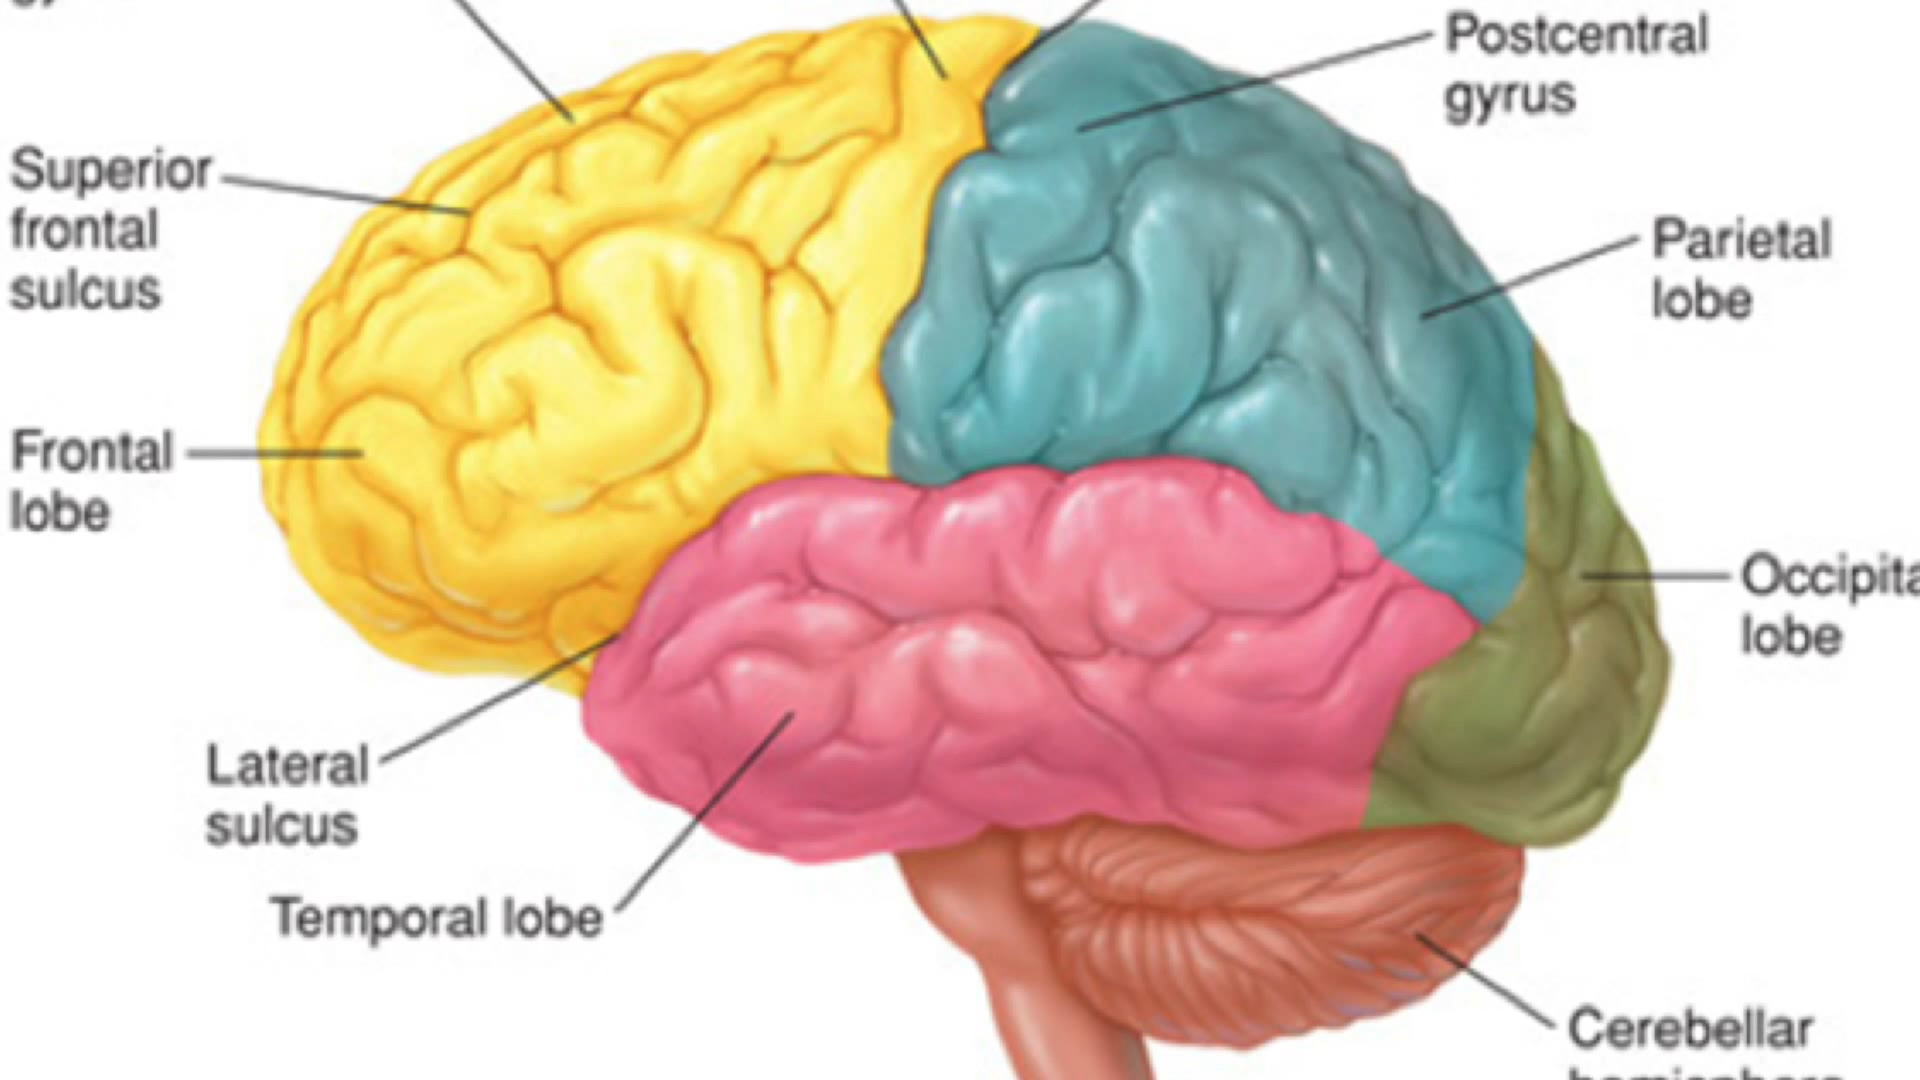 Postcentral
gyrus
Superior
frontal
sulcus
Parietal
lobe
Frontal
lobe
Occipita
lobe
Lateral
sulcus
Temporal lobe
Cerebellar